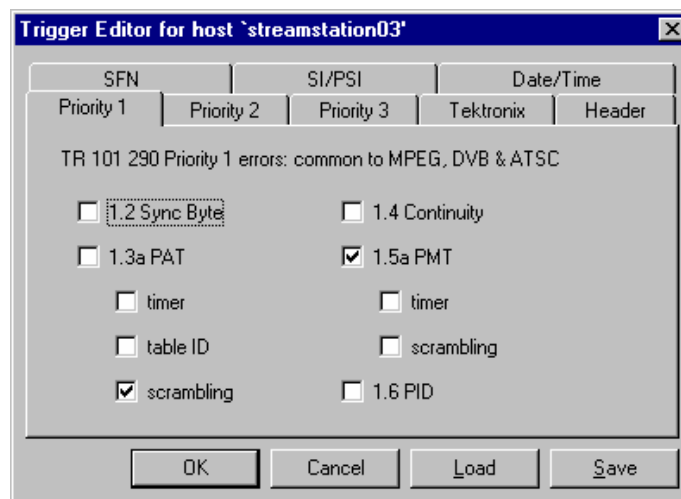 Trigger Editor for host `streamstation03'
SFN SI/PSI Date/Time
Priority 1 Priority 2 Priority 3 Tektronix Header
TR 101 290 Priority 1 errors: common to MPEG, DVB & ATSC
1.2 Sync Byte 1.4 Continuity
1.3a PAT 1.5a PMT
timer timer
table ID scrambling
scrambling 1.6 PID
OK Cancel Load Save